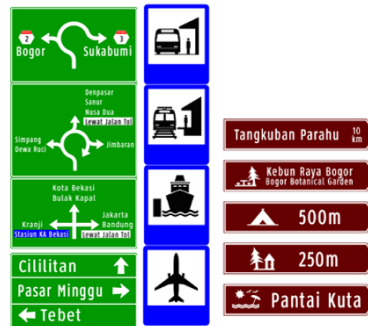 2
3
Bogor
Sukabumi
Denpasar
Sanur
Nusa Dua
Lewat Jalan Tol
Simpang
Dewa Ruci
Jimbaran
Kota Bekasi
Bulak Kapal
Jakarta
Bandung
Lewat Jalan Tol
Kranji
Stasiun KA Bekasi
Cililitan
Pasar Minggu
Tebet
Tangkuban Parahu
10
km
Kebun Raya Bogor
Bogor Botanical Garden
500m
250m
Pantai Kuta